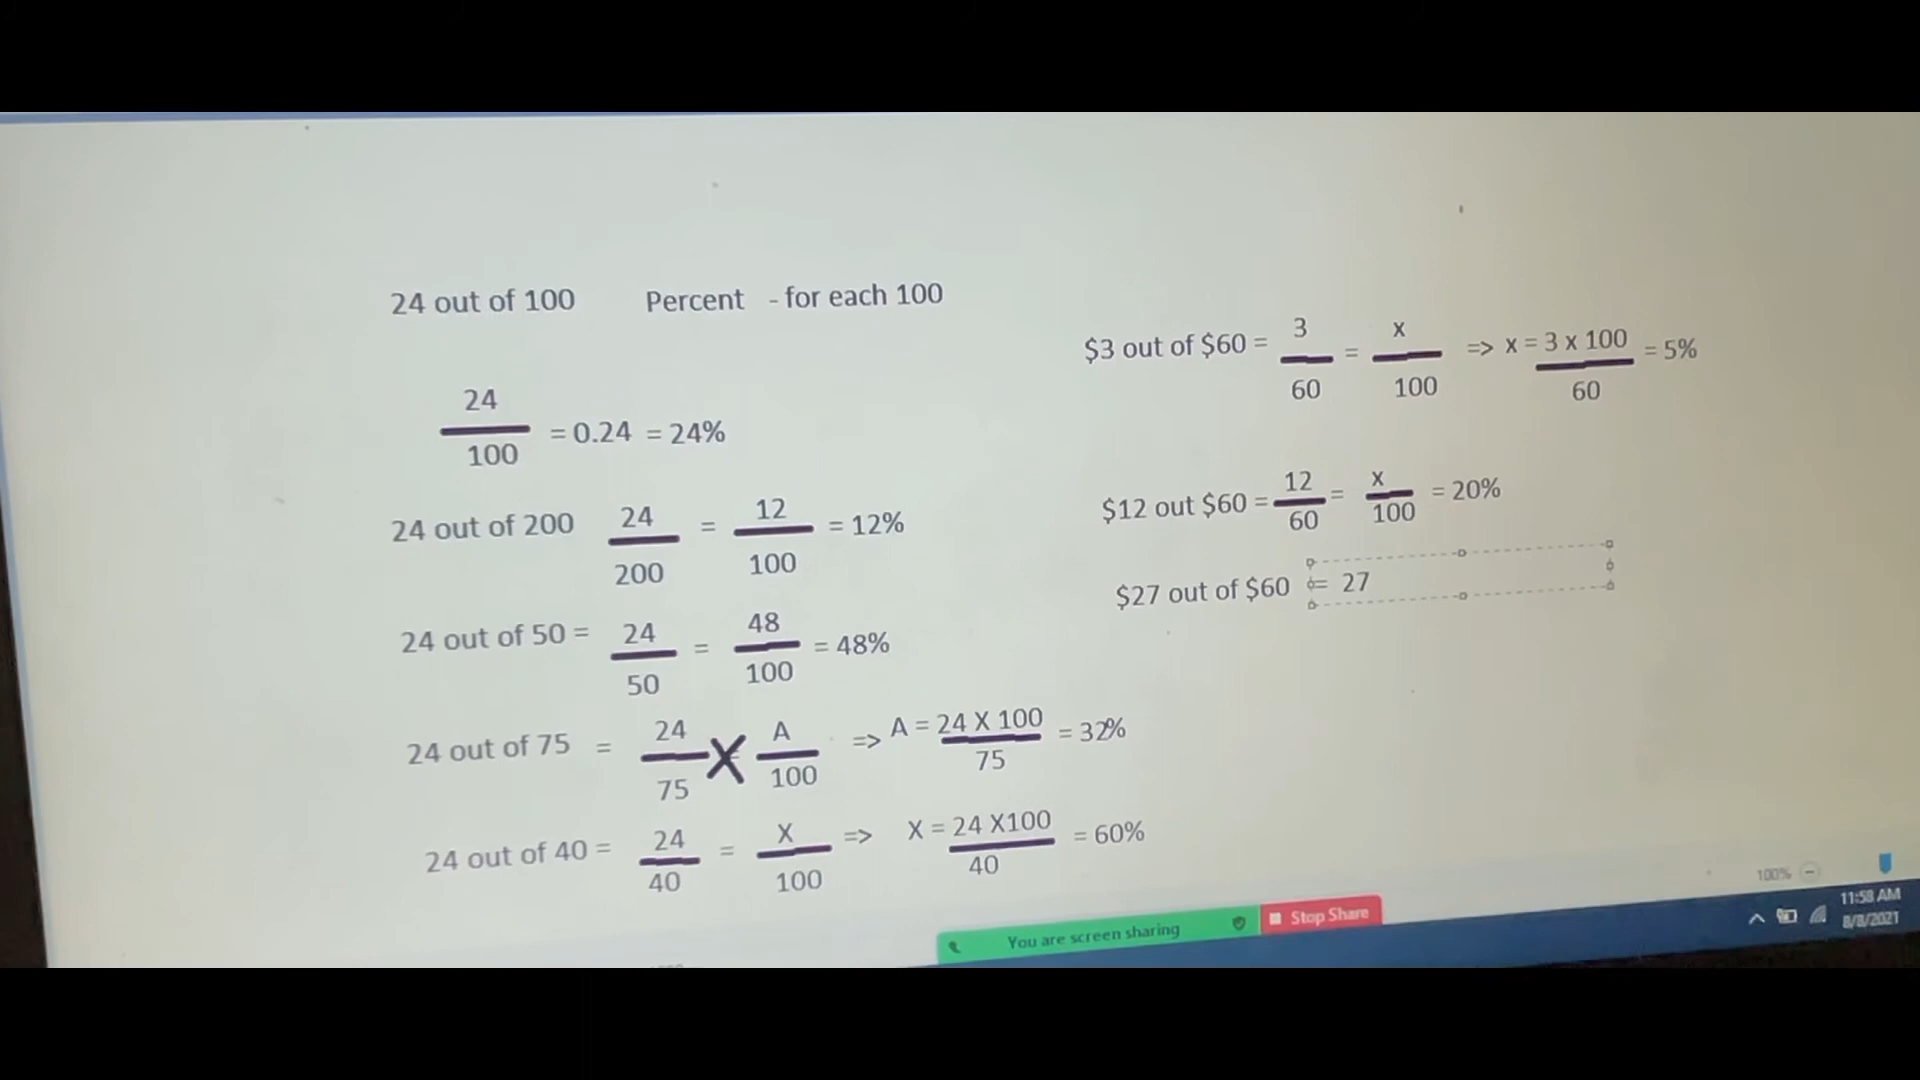 24 out of 100 Percent - for each 100
24
100
= 0.24 = 24%
24 out of 200 24 = 12 = 12%
200 100
24 out of 50 = 24 = 48 = 48%
50 100
24 out of 75 = 24 X A => A = 24 X 100 = 32%
75 100 75
24 out of 40 = 24 = X => X = 24 X100 = 60%
40 100 40
$3 out of $60 = 3 = x => x = 3 x 100 = 5%
60 100 60
$12 out $60 = 12 = x = 20%
60 100
$27 out of $60 = 27
You are screen sharing Stop Share
100%
11:58 AM
8/8/2021